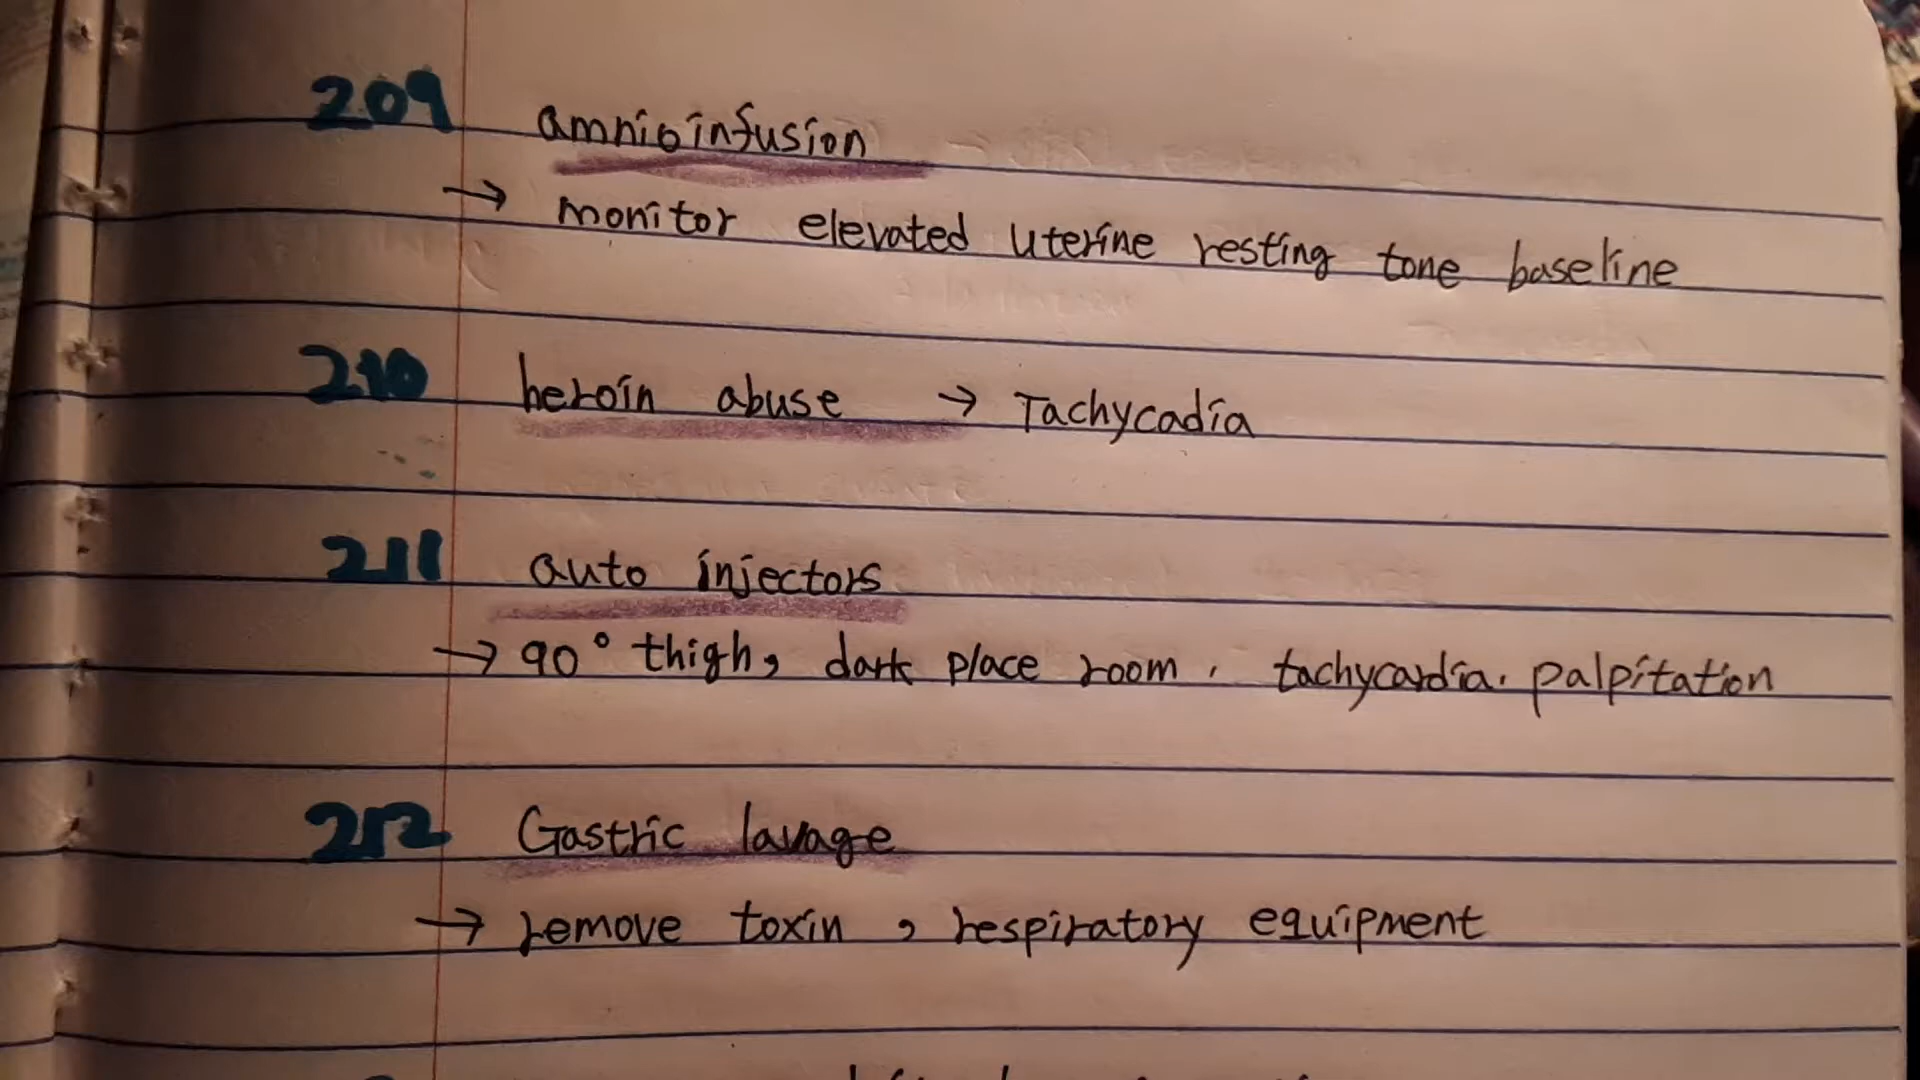 209 amnioinfusion
→ monitor elevated uterine resting tone baseline
210 heroin abuse → Tachycadia
211 auto injectors
→ 90° thigh, dark place room, tachycardia. palpitation
212 Gastric lavage
→ remove toxin, respiratory equipment